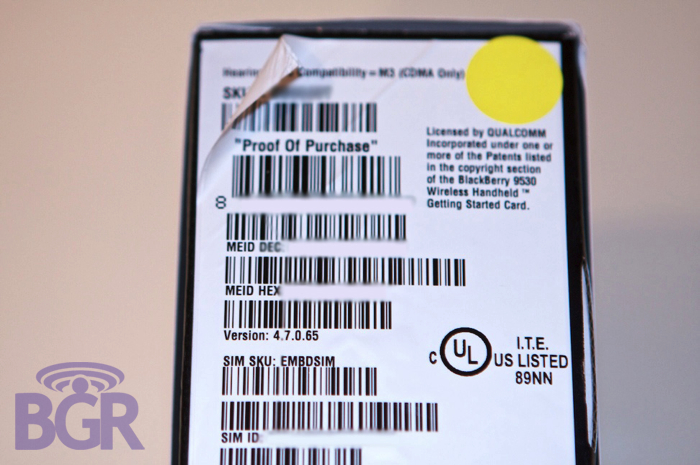 Compatibility = M3 (CDMA Only)
SKU
"Proof Of Purchase"
8
MEID DEC:
MEID HEX
Version: 4.7.0.65
SIM SKU: EMBDSIM
SIM ID:
Licensed by QUALCOMM
Incorporated under one or
more of the Patents listed
in the copyright section
of the BlackBerry 9530
Wireless Handheld ™
Getting Started Card.
C UL US LISTED
I.T.E.
89NN
BGR